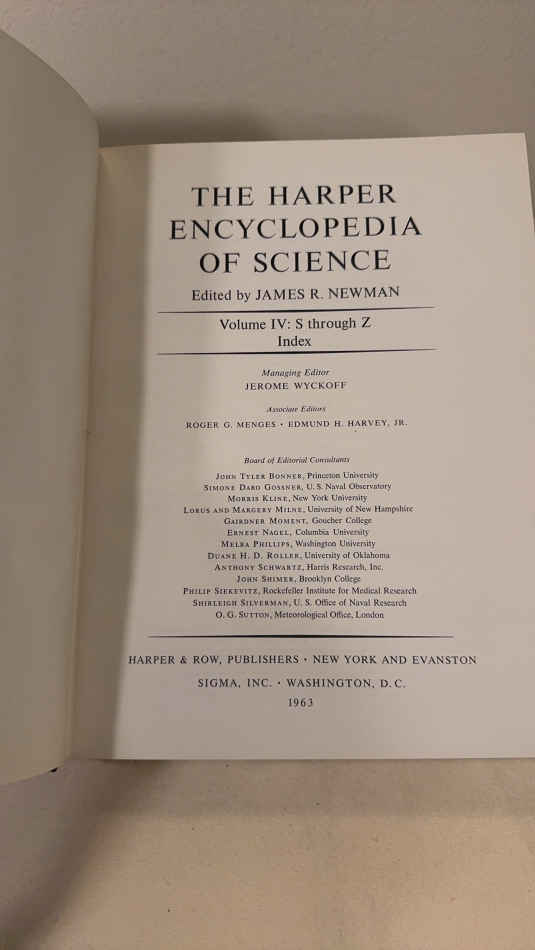 THE HARPER
ENCYCLOPEDIA
OF SCIENCE
Edited by JAMES R. NEWMAN
Volume IV: S through Z
Index
Managing Editor
JEROME WYCKOFF
Associate Editors
ROGER G. MENGES · EDMUND H. HARVEY, JR.
Board of Editorial Consultants
JOHN TYLER BONNER, Princeton University
SIMONE DARO GOSSNER, U. S. Naval Observatory
MORRIS KLINE, New York University
LORUS AND MARGERY MILNE, University of New Hampshire
GAIRDNER MOMENT, Goucher College
ERNEST NAGEL, Columbia University
MELBA PHILLIPS, Washington University
DUANE H. D. ROLLER, University of Oklahoma
ANTHONY SCHWARTZ, Harris Research, Inc.
JOHN SHIMER, Brooklyn College
PHILIP SIEKEVITZ, Rockefeller Institute for Medical Research
SHIRLEIGH SILVERMAN, U. S. Office of Naval Research
O. G. SUTTON, Meteorological Office, London
HARPER & ROW, PUBLISHERS · NEW YORK AND EVANSTON
SIGMA, INC. · WASHINGTON, D. C.
1963